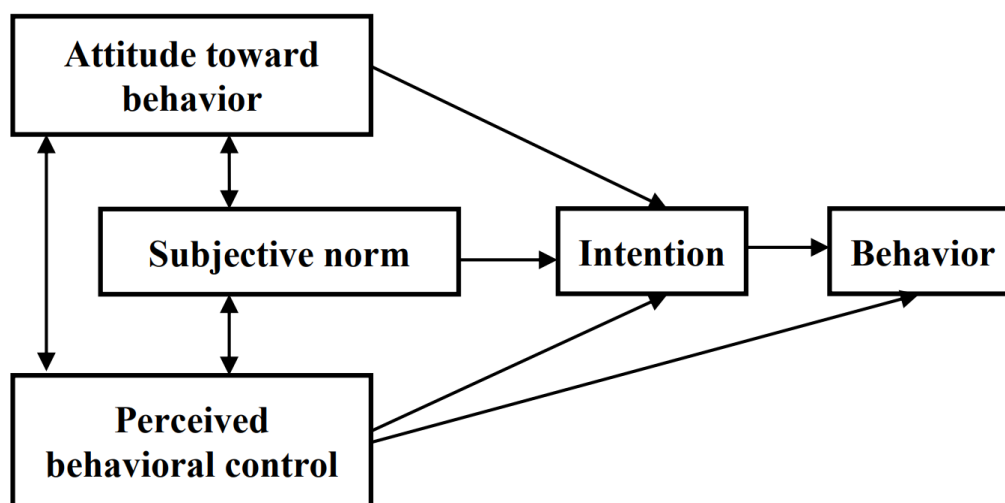 Attitude toward
behavior
Subjective norm
Intention
Behavior
Perceived
behavioral control